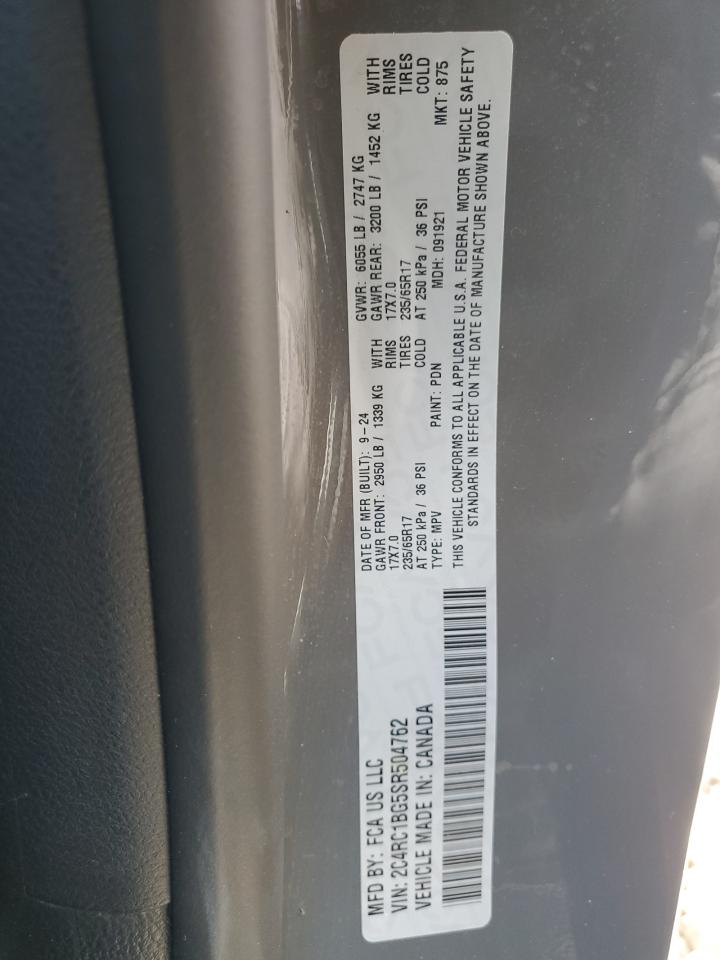 MFD BY: FCA US LLC
VIN: 2C4RC1BG5SR504762
VEHICLE MADE IN: CANADA
DATE OF MFR (BUILT): 9-24 GVWR: 6055 LB / 2747 KG
GAWR FRONT: 2950 LB / 1339 KG WITH GAWR REAR: 3200 LB / 1452 KG WITH
17X7.0 RIMS 17X7.0 RIMS
235/65R17 TIRES 235/65R17 TIRES
AT 250 kPa / 36 PSI COLD AT 250 kPa / 36 PSI COLD
TYPE: MPV PAINT: PDN MDH: 091921 MKT: 875
THIS VEHICLE CONFORMS TO ALL APPLICABLE U.S.A. FEDERAL MOTOR VEHICLE SAFETY
STANDARDS IN EFFECT ON THE DATE OF MANUFACTURE SHOWN ABOVE.